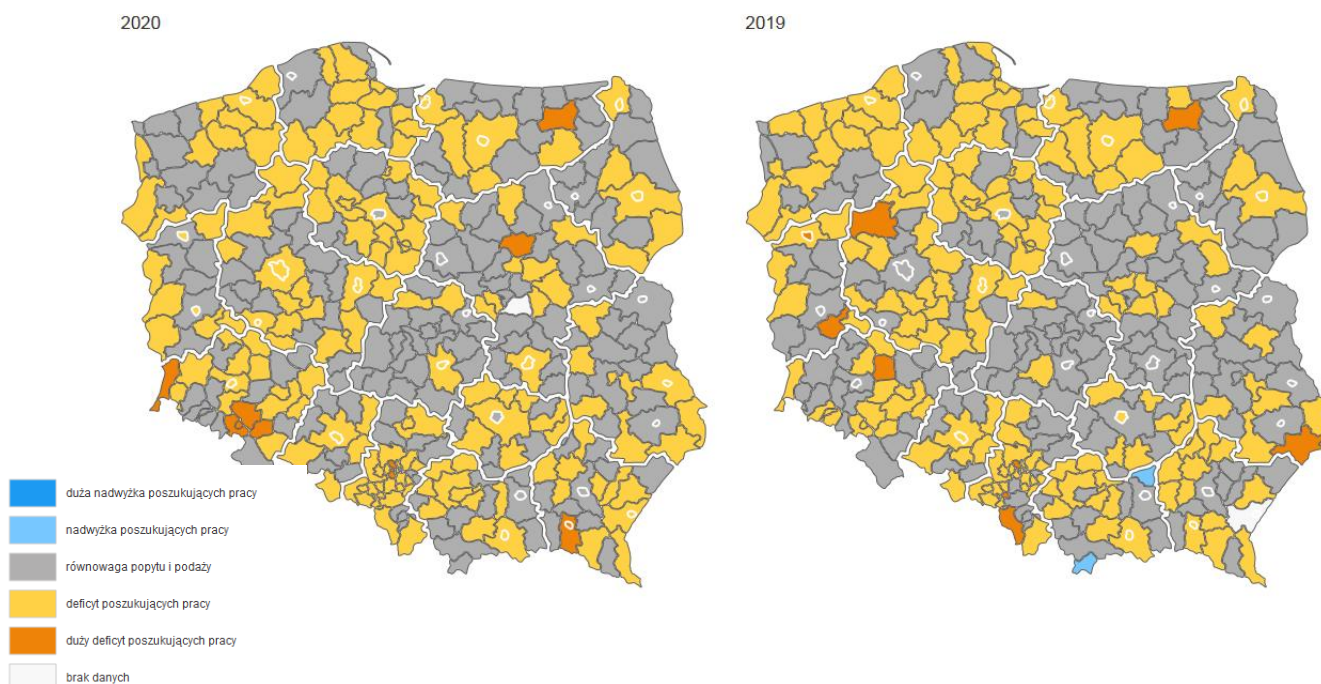 2020
2019
duża nadwyżka poszukujących pracy
nadwyżka poszukujących pracy
równowaga popytu i podaży
deficyt poszukujących pracy
duży deficyt poszukujących pracy
brak danych